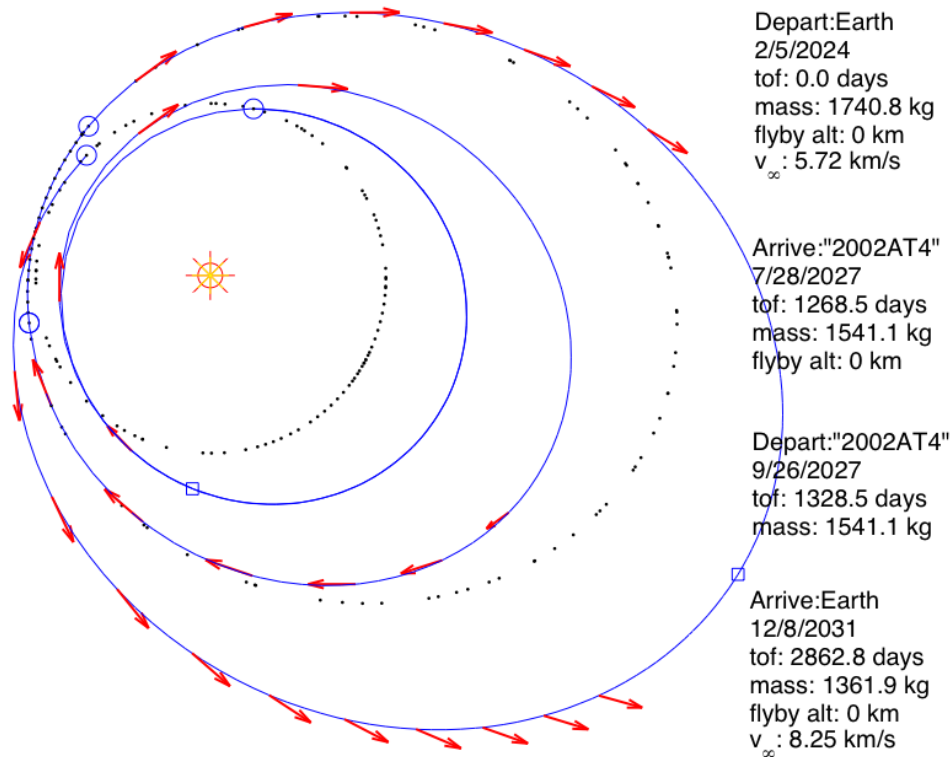 Depart:Earth
2/5/2024
tof: 0.0 days
mass: 1740.8 kg
flyby alt: 0 km
v∞: 5.72 km/s
Arrive:"2002AT4"
7/28/2027
tof: 1268.5 days
mass: 1541.1 kg
flyby alt: 0 km
Depart:"2002AT4"
9/26/2027
tof: 1328.5 days
mass: 1541.1 kg
Arrive:Earth
12/8/2031
tof: 2862.8 days
mass: 1361.9 kg
flyby alt: 0 km
v∞: 8.25 km/s